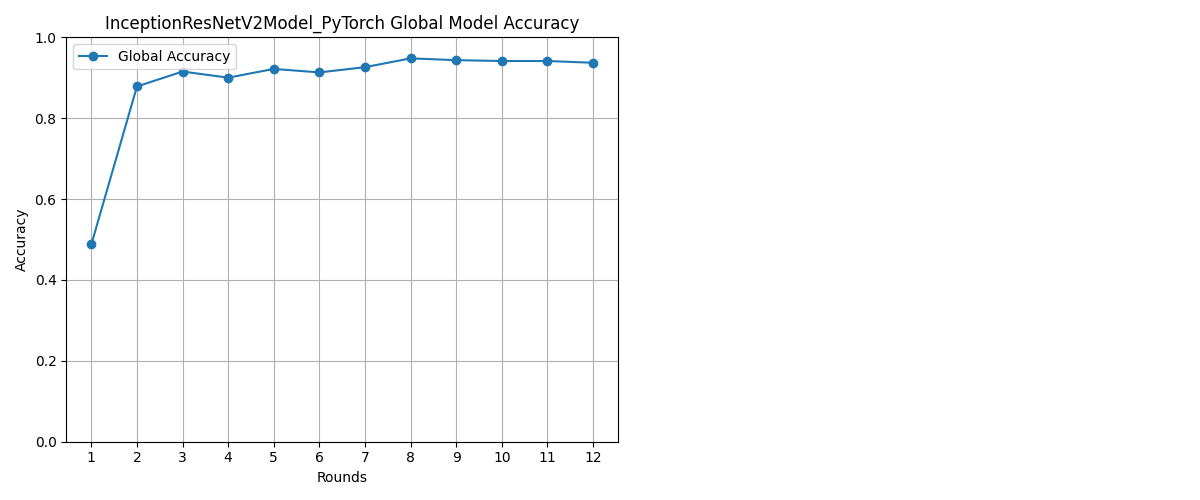 InceptionResNetV2Model_PyTorch Global Model Accuracy
Global Accuracy
Accuracy
1.0
0.8
0.6
0.4
0.2
0.0
1 2 3 4 5 6 7 8 9 10 11 12
Rounds